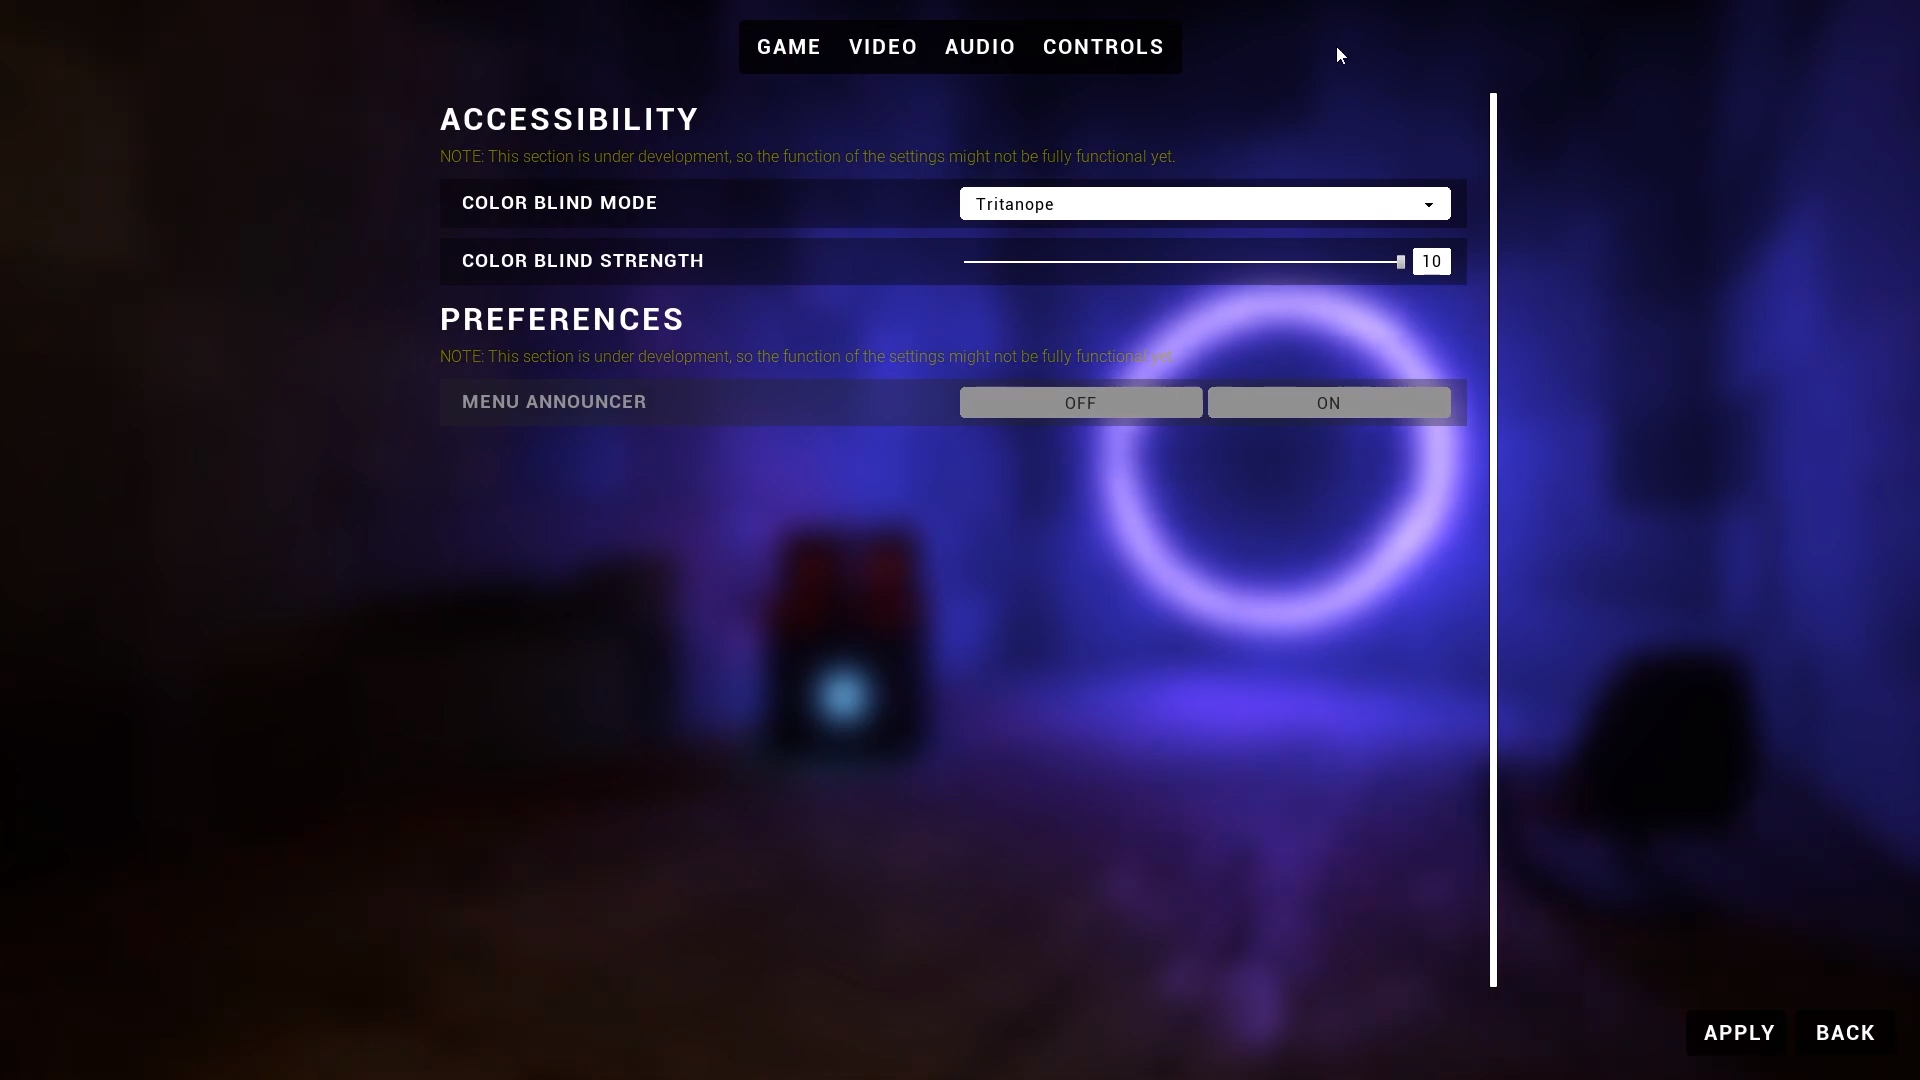 GAME VIDEO AUDIO CONTROLS
ACCESSIBILITY
NOTE: This section is under development, so the function of the settings might not be fully functional yet.
COLOR BLIND MODE Tritanope
COLOR BLIND STRENGTH 10
PREFERENCES
NOTE: This section is under development, so the function of the settings might not be fully functional yet.
MENU ANNOUNCER OFF ON
APPLY BACK